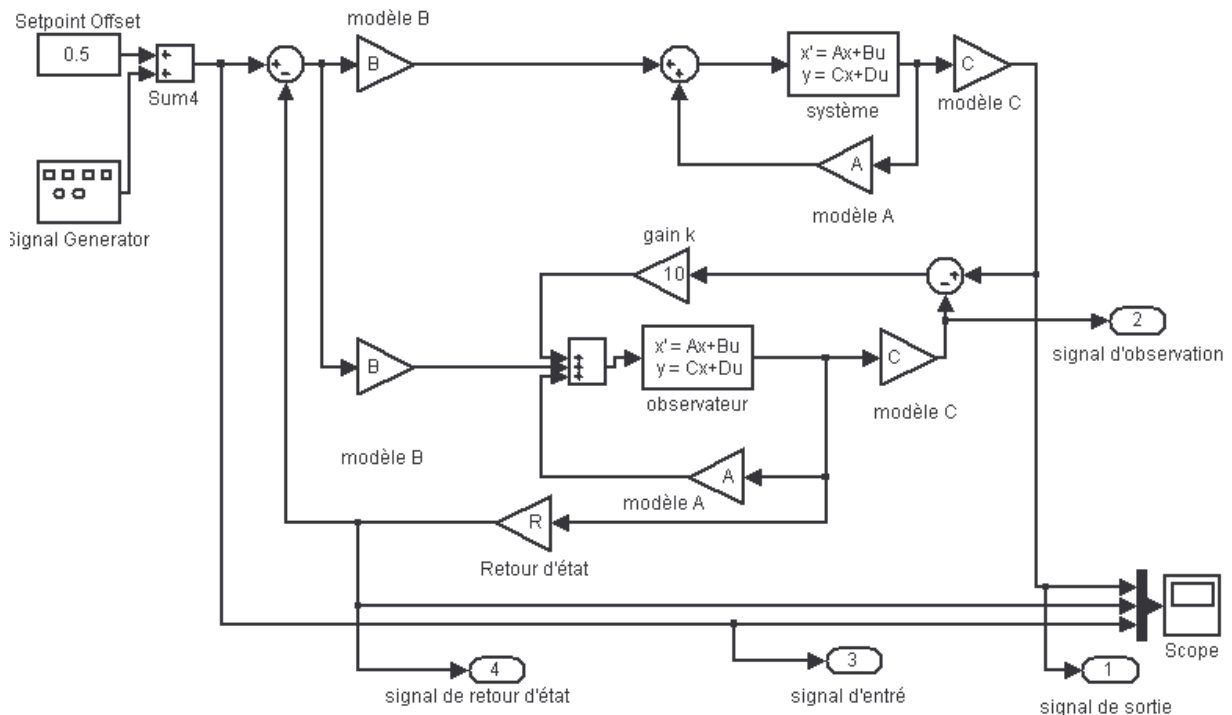 Setpoint Offset
0.5
Sum4
Signal Generator
modèle B
B
x' = Ax+Bu
y = Cx+Du
système
C
modèle C
A
modèle A
gain k
10
B
modèle B
x' = Ax+Bu
y = Cx+Du
observateur
C
modèle C
2
signal d'observation
A
modèle A
R
Retour d'état
Scope
4
signal de retour d'état
3
signal d'entré
1
signal de sortie